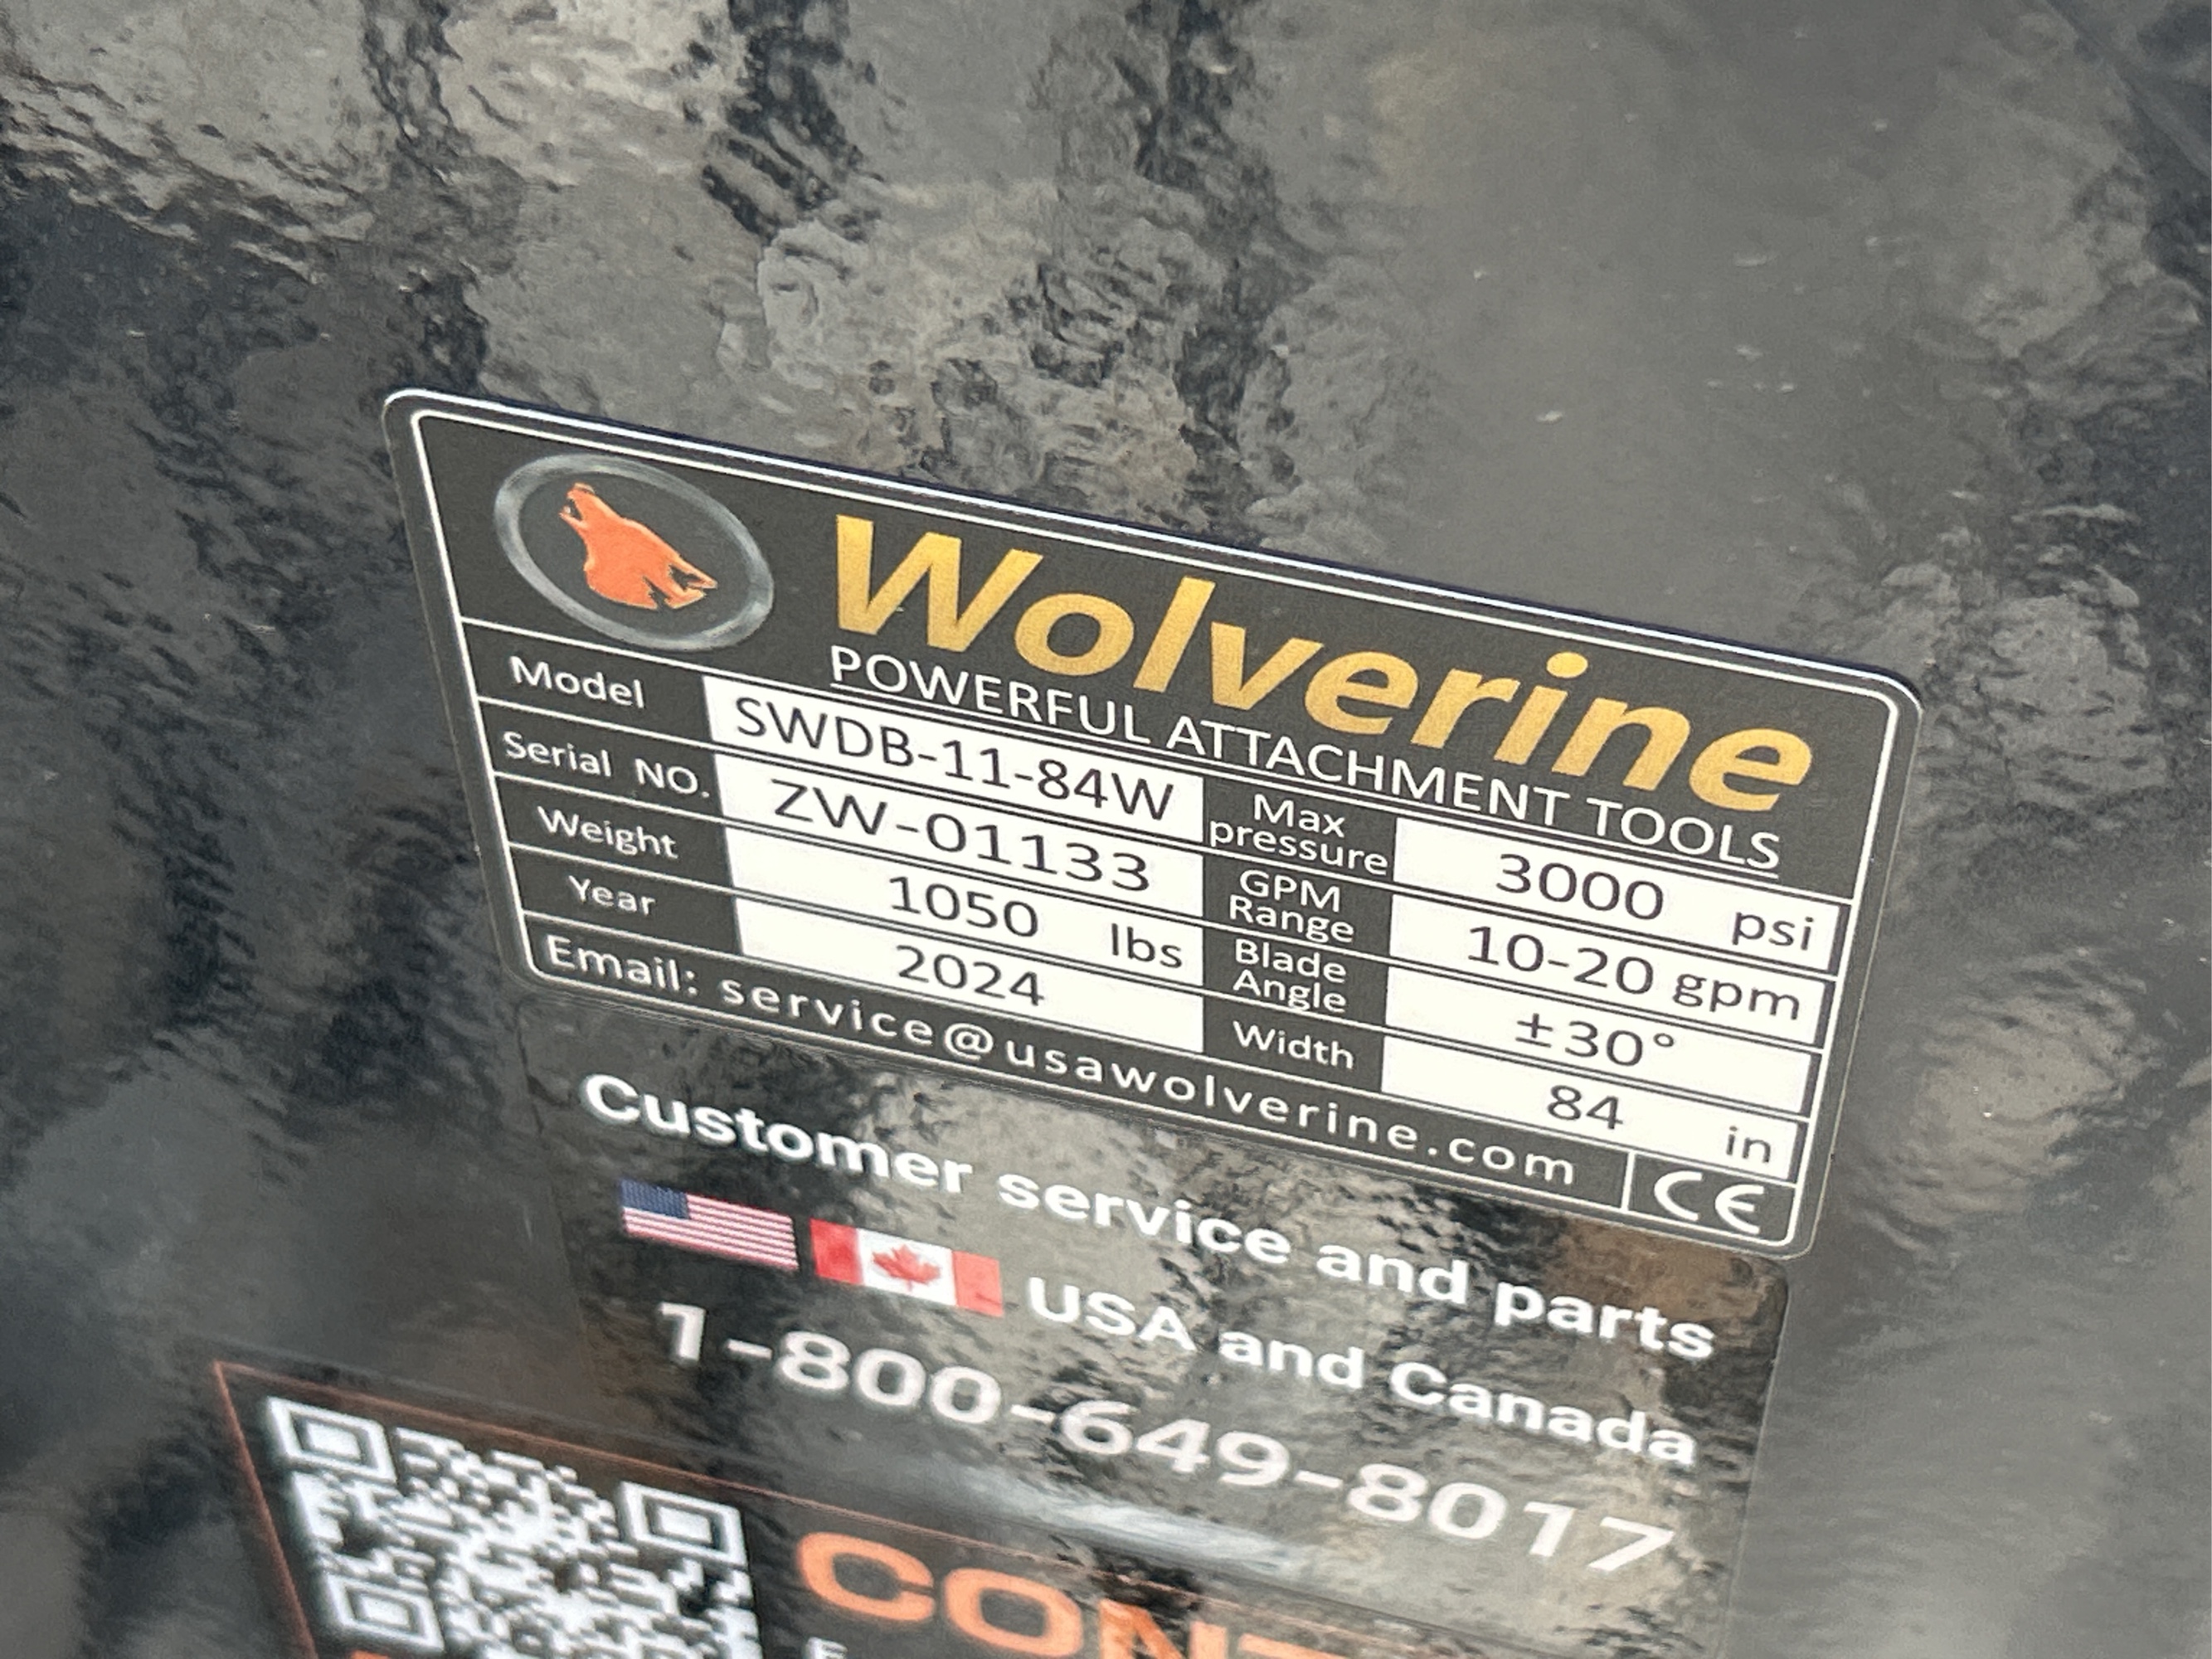 Wolverine
POWERFUL ATTACHMENT TOOLS
Model SWDB-11-84W Max pressure 3000 psi
Serial NO. ZW-01133 GPM Range 10-20 gpm
Weight 1050 lbs Blade Angle ±30°
Year 2024 Width 84 in
Email: service@usawolverine.com CE
Customer service and parts
USA and Canada
1-800-649-8017